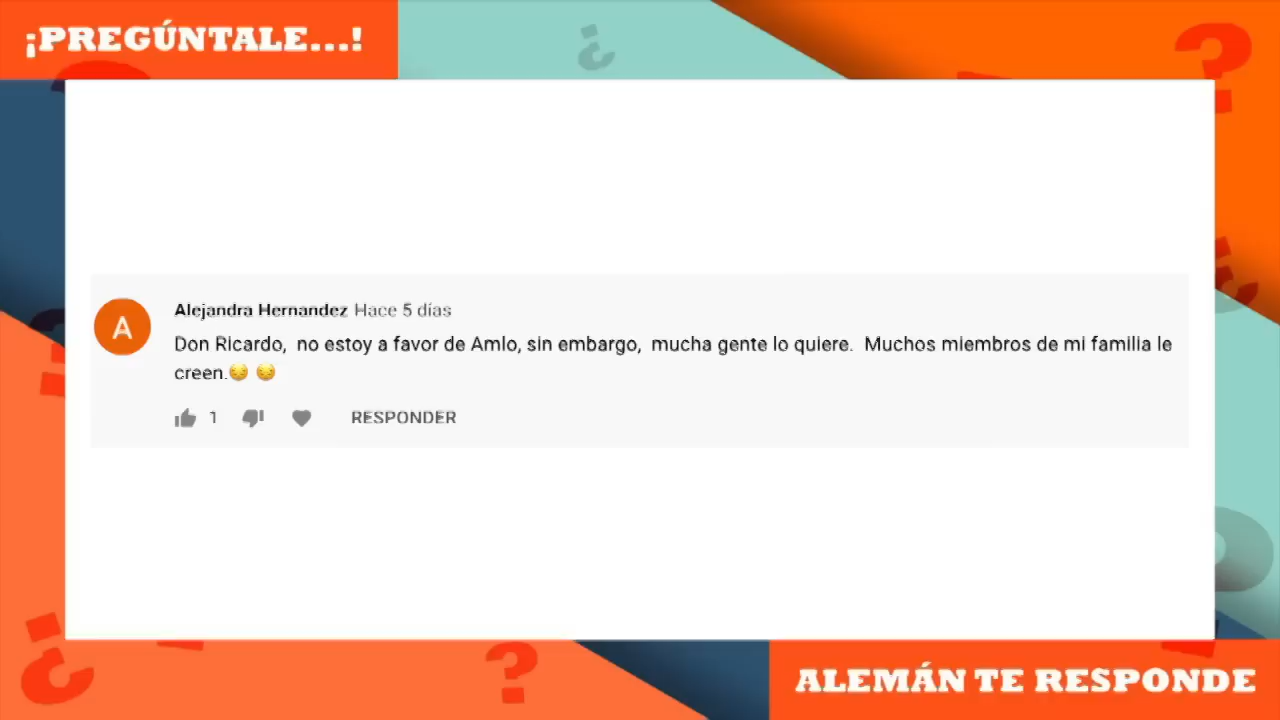 ¡PREGÚNTALE...!
A
Alejandra Hernandez Hace 5 días
Don Ricardo, no estoy a favor de Amlo, sin embargo, mucha gente lo quiere. Muchos miembros de mi familia le
creen.😔 😔
1 RESPONDER
ALEMÁN TE RESPONDE